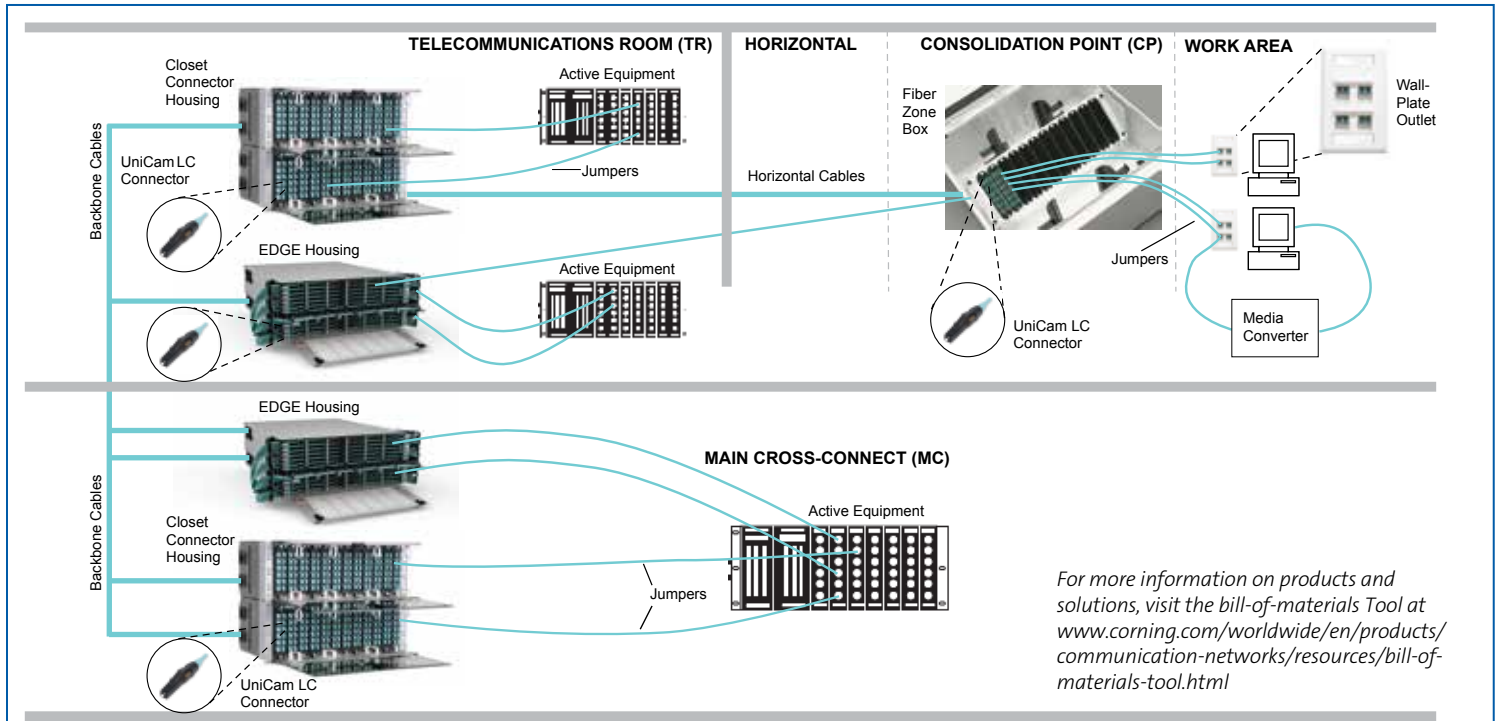 TELECOMMUNICATIONS ROOM (TR)
HORIZONTAL
CONSOLIDATION POINT (CP)
WORK AREA
Closet
Connector
Housing
Active Equipment
Fiber
Zone
Box
Wall-
Plate
Outlet
Backbone Cables
UniCam LC
Connector
Jumpers
Horizontal Cables
EDGE Housing
Active Equipment
Jumpers
UniCam LC
Connector
Media
Converter
EDGE Housing
MAIN CROSS-CONNECT (MC)
Backbone Cables
Closet
Connector
Housing
Active Equipment
Jumpers
UniCam LC
Connector
For more information on products and
solutions, visit the bill-of-materials Tool at
www.corning.com/worldwide/en/products/
communication-networks/resources/bill-of-
materials-tool.html